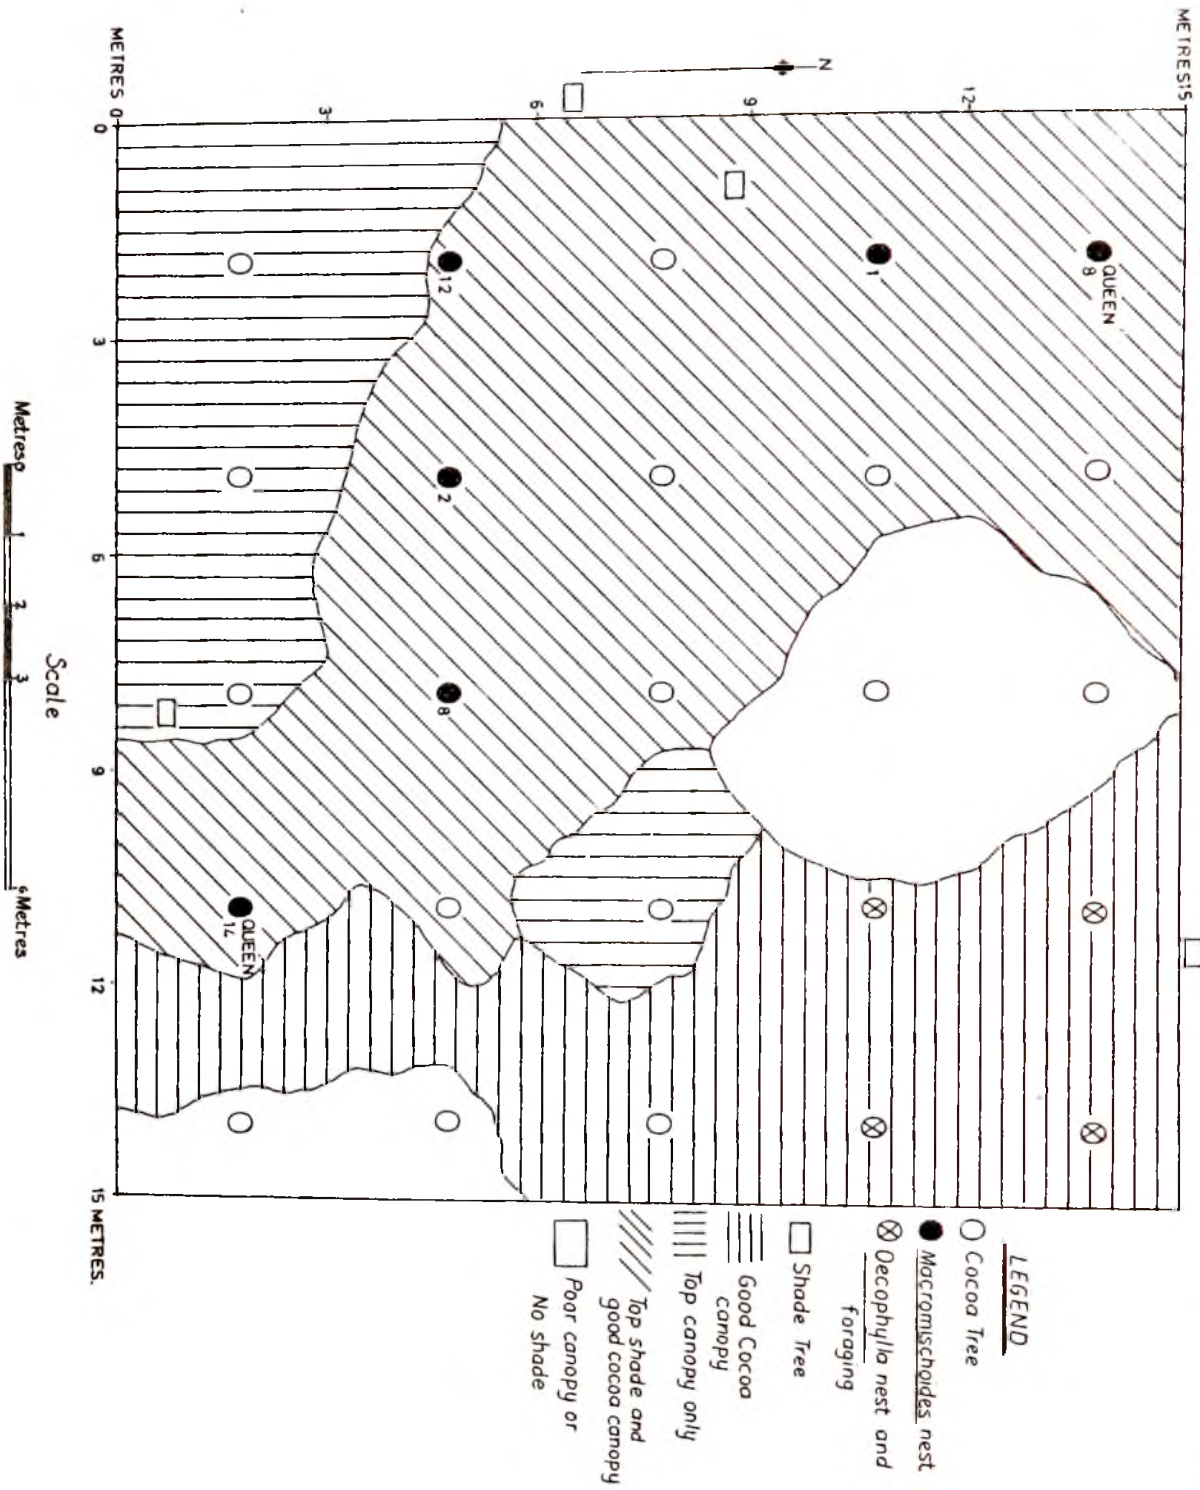 METRES 15
12
9
6
3
METRES 0
N
QUEEN
8
1
12
2
8
QUEEN
14
0
3
6
9
12
15 METRES.
LEGEND
Cocoa Tree
Macromischoides nest
Oecophylla nest and
foraging
Shade Tree
Good Cocoa
canopy
Top canopy only
Top shade and
good cocoa canopy
Poor canopy or
No shade
Scale
Metres0 1 2 3 6 Metres